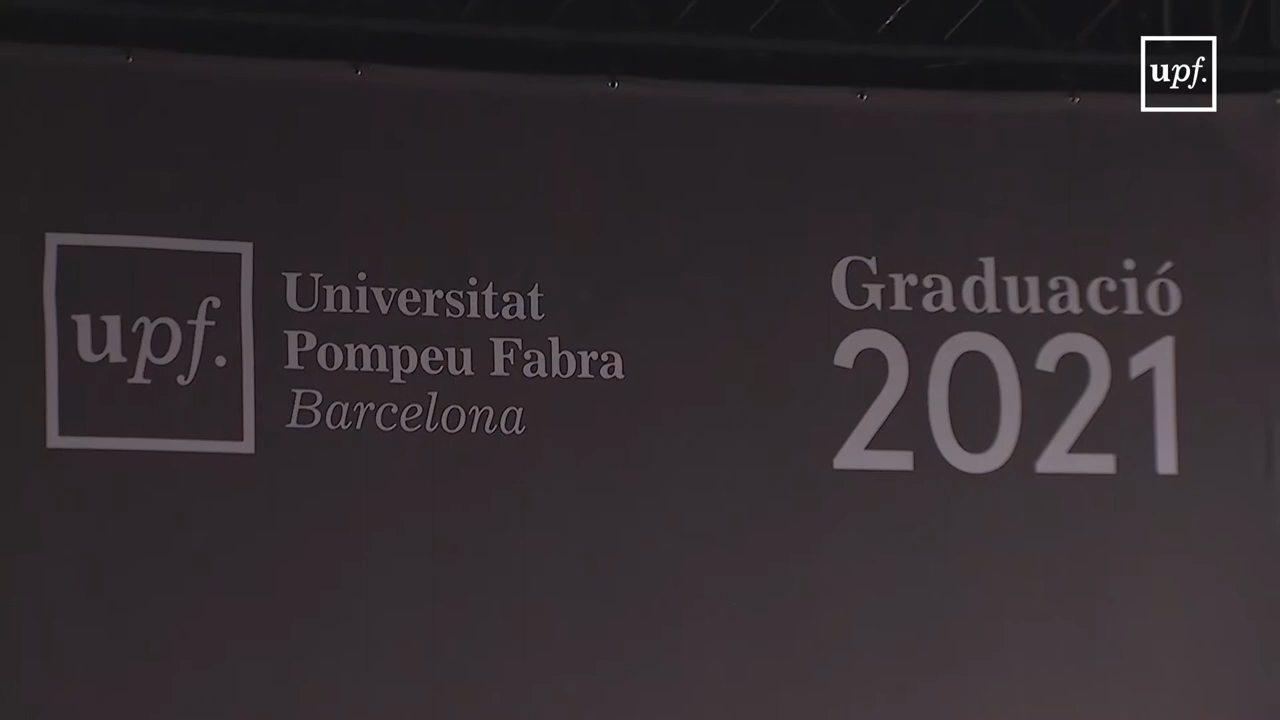 upf.
upf.
Universitat
Pompeu Fabra
Barcelona
Graduació
2021